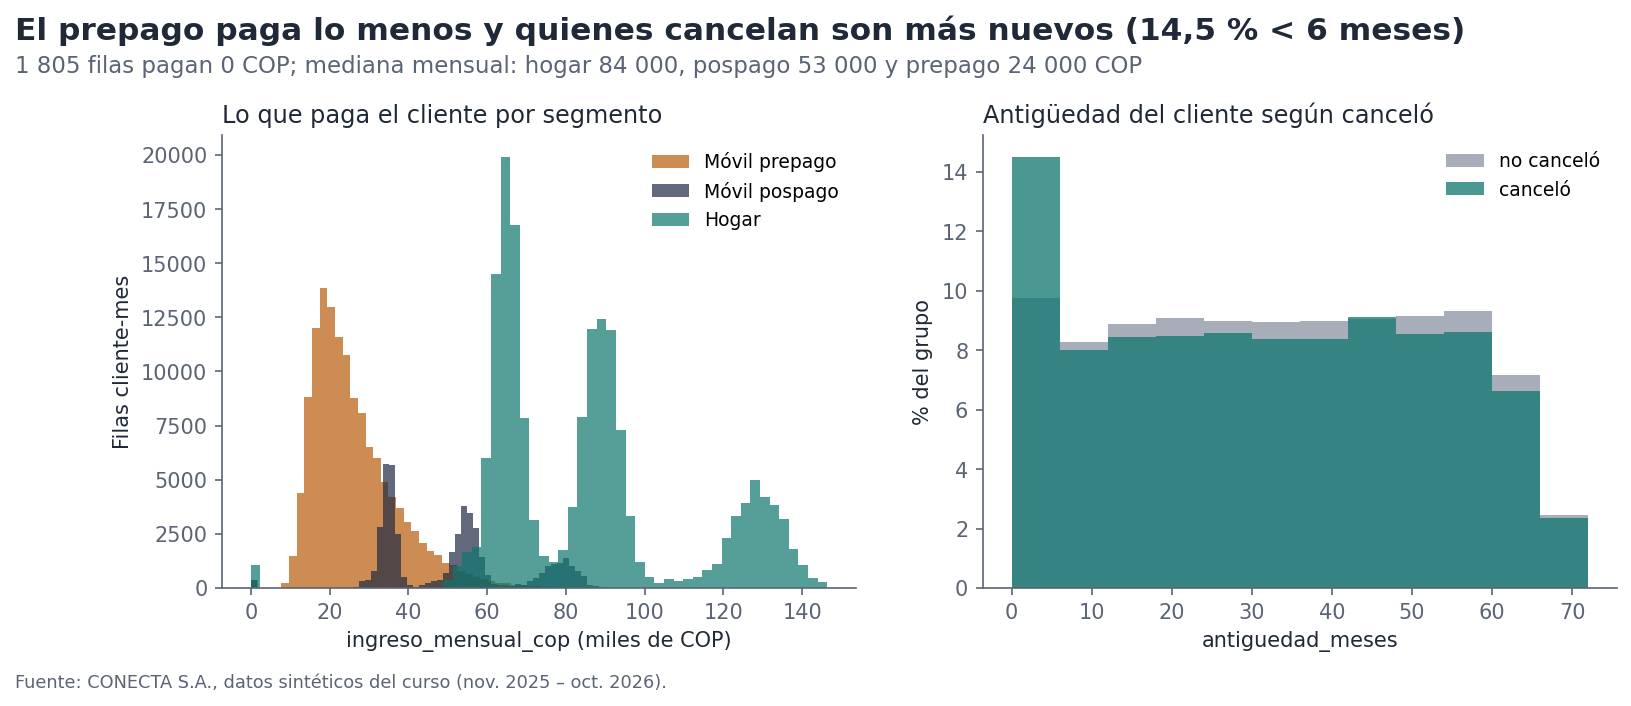 El prepago paga lo menos y quienes cancelan son más nuevos (14,5 % < 6 meses)
1 805 filas pagan 0 COP; mediana mensual: hogar 84 000, pospago 53 000 y prepago 24 000 COP
Lo que paga el cliente por segmento
Filas cliente-mes
20000
17500
15000
12500
10000
7500
5000
2500
0
Móvil prepago
Móvil pospago
Hogar
0 20 40 60 80 100 120 140
ingreso_mensual_cop (miles de COP)
Antigüedad del cliente según canceló
% del grupo
14
12
10
8
6
4
2
0
no canceló
canceló
0 10 20 30 40 50 60 70
antiguedad_meses
Fuente: CONECTA S.A., datos sintéticos del curso (nov. 2025 – oct. 2026).